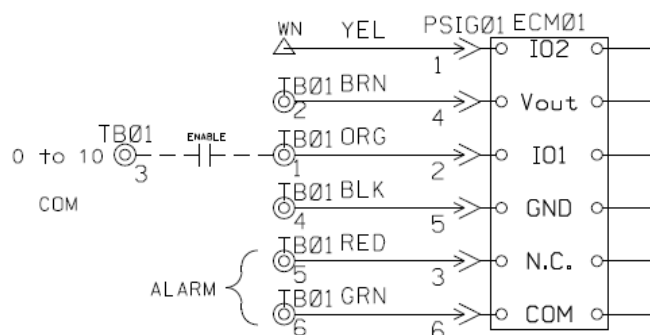 WN YEL PSIG01 ECM01
1 IO2
TB01 BRN
2 4 Vout
TB01 ENABLE TB01 ORG
0 to 10 3 1 2 IO1
COM TB01 BLK
4 5 GND
TB01 RED
5 3 N.C.
ALARM TB01 GRN
6 6 COM